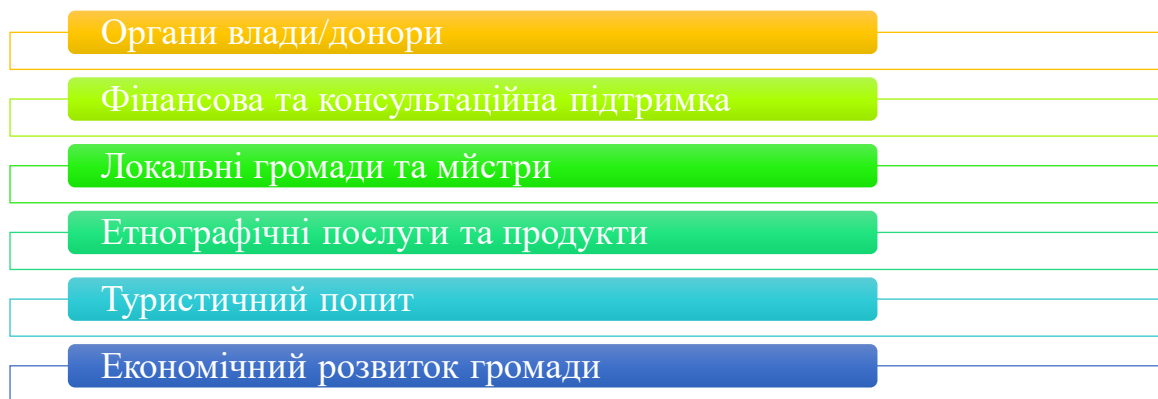 Органи влади/донори
Фінансова та консультаційна підтримка
Локальні громади та мйстри
Етнографічні послуги та продукти
Туристичний попит
Економічний розвиток громади